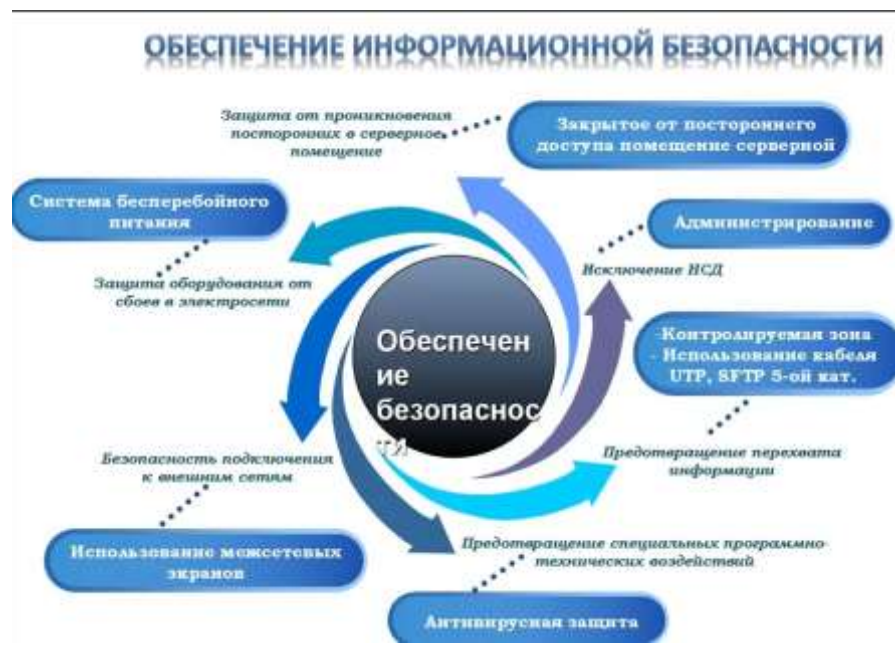 ОБЕСПЕЧЕНИЕ ИНФОРМАЦИОННОЙ БЕЗОПАСНОСТИ
Защита от проникновения
посторонних в серверное
помещение
Закрытое от постороннего
доступа помещение серверной
Система бесперебойного
питания
Защита оборудования от
сбоев в электросети
Администрирование
Исключение НСД
-Контролируемая зона
- Использование кабеля
UTP, SFTP 5-ой кат.
Предотвращение перехвата
информации
Обеспечен
ие
безопаснос
ти
Безопасность подключения
к внешним сетям
Использование межсетевых
экранов
Предотвращение специальных программно-
технических воздействий
Антивирусная защита